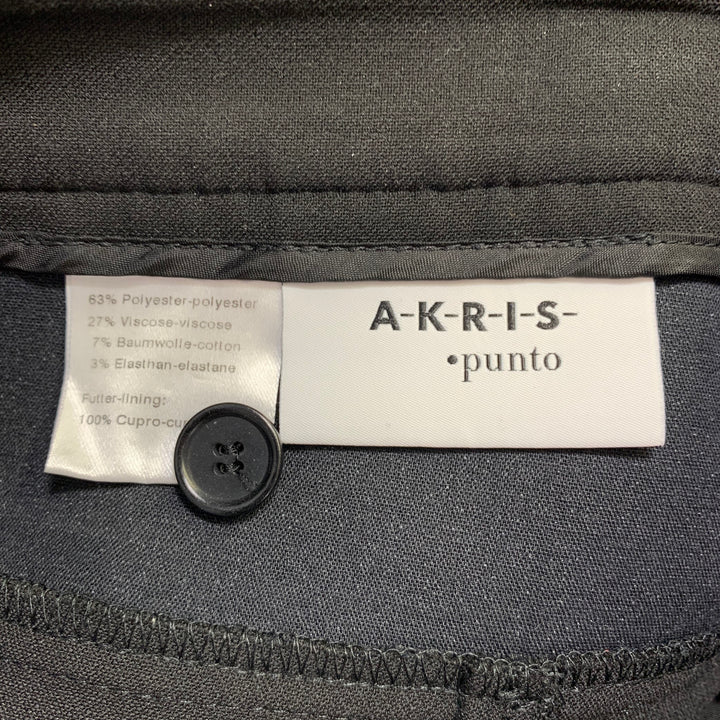 63% Polyester-polyester
27% Viscose-viscose
7% Baumwolle-cotton
3% Elasthan-elastane
Futter-lining:
100% Cupro-cu
A-K-R-I-S-
•punto